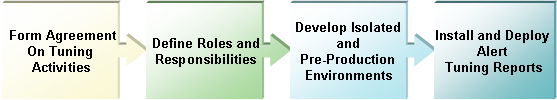 Form Agreement
On Tuning
Activities
Define Roles and
Responsibilities
Develop Isolated
and
Pre-Production
Environments
Install and Deploy
Alert
Tuning Reports